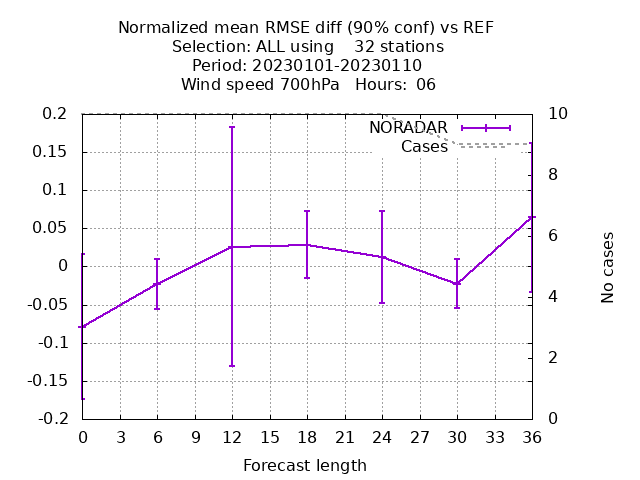 Normalized mean RMSE diff (90% conf) vs REF
Selection: ALL using    32 stations
Period: 20230101-20230110
Wind speed 700hPa   Hours:  06
NORADAR
Cases
0.2
0.15
0.1
0.05
0
-0.05
-0.1
-0.15
-0.2
10
8
6
4
2
0
No cases
0 3 6 9 12 15 18 21 24 27 30 33 36
Forecast length